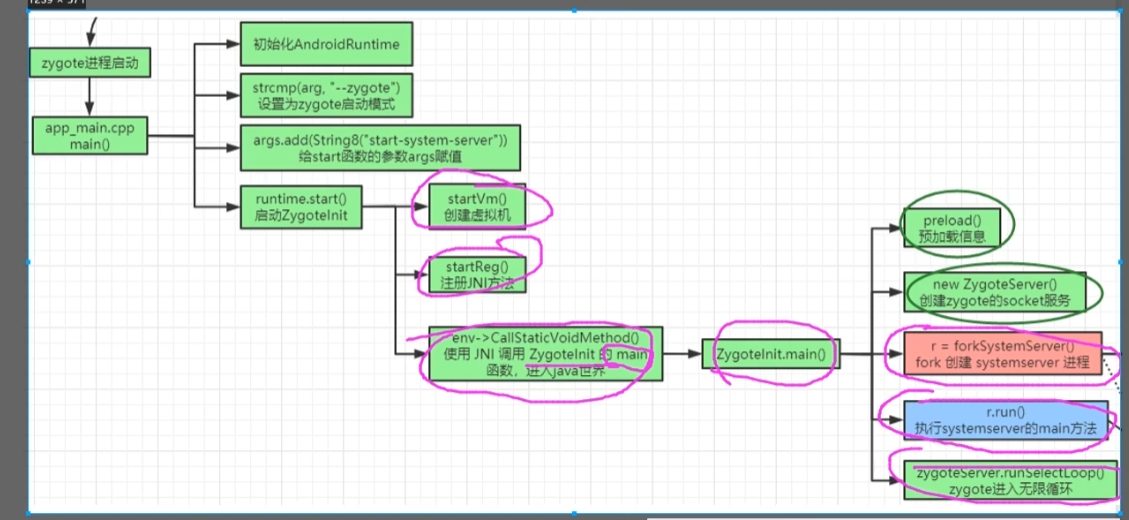 zygote进程启动
app_main.cpp
main()
初始化AndroidRuntime
strcmp(arg, "--zygote")
设置为zygote启动模式
args.add(String8("start-system-server"))
给start函数的参数args赋值
runtime.start()
启动ZygoteInit
startVm()
创建虚拟机
startReg()
注册JNI方法
env->CallStaticVoidMethod()
使用 JNI 调用 ZygoteInit 的 main
函数，进入java世界
ZygoteInit.main()
preload()
预加载信息
new ZygoteServer()
创建zygote的socket服务
r = forkSystemServer()
fork 创建 systemserver 进程
r.run()
执行systemserver的main方法
zygoteServer.runSelectLoop()
zygote进入无限循环